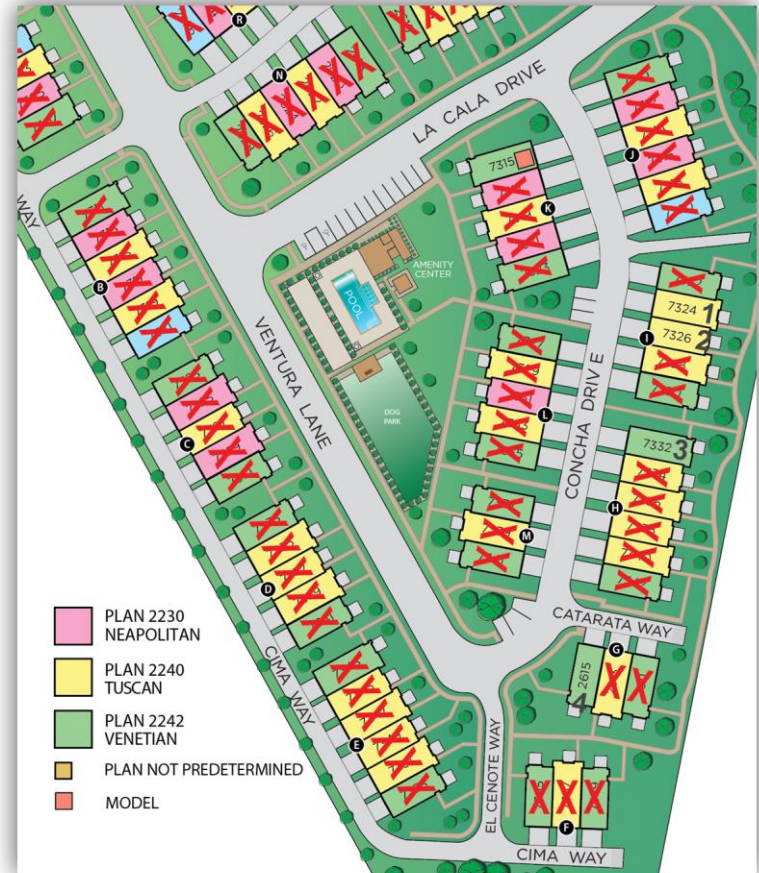 R
N
LA CALA DRIVE
J
7315
K
WAY
B
AMENITY
CENTER
POOL
7324 1
I
7326 2
VENTURA LANE
DOG
PARK
L
CONCHA DRIVE
C
7332 3
H
M
D
CATARATA WAY
G
2615
4
PLAN 2230
NEAPOLITAN
PLAN 2240
TUSCAN
PLAN 2242
VENETIAN
PLAN NOT PREDETERMINED
MODEL
CIMA WAY
E
EL CENOTE WAY
F
CIMA WAY